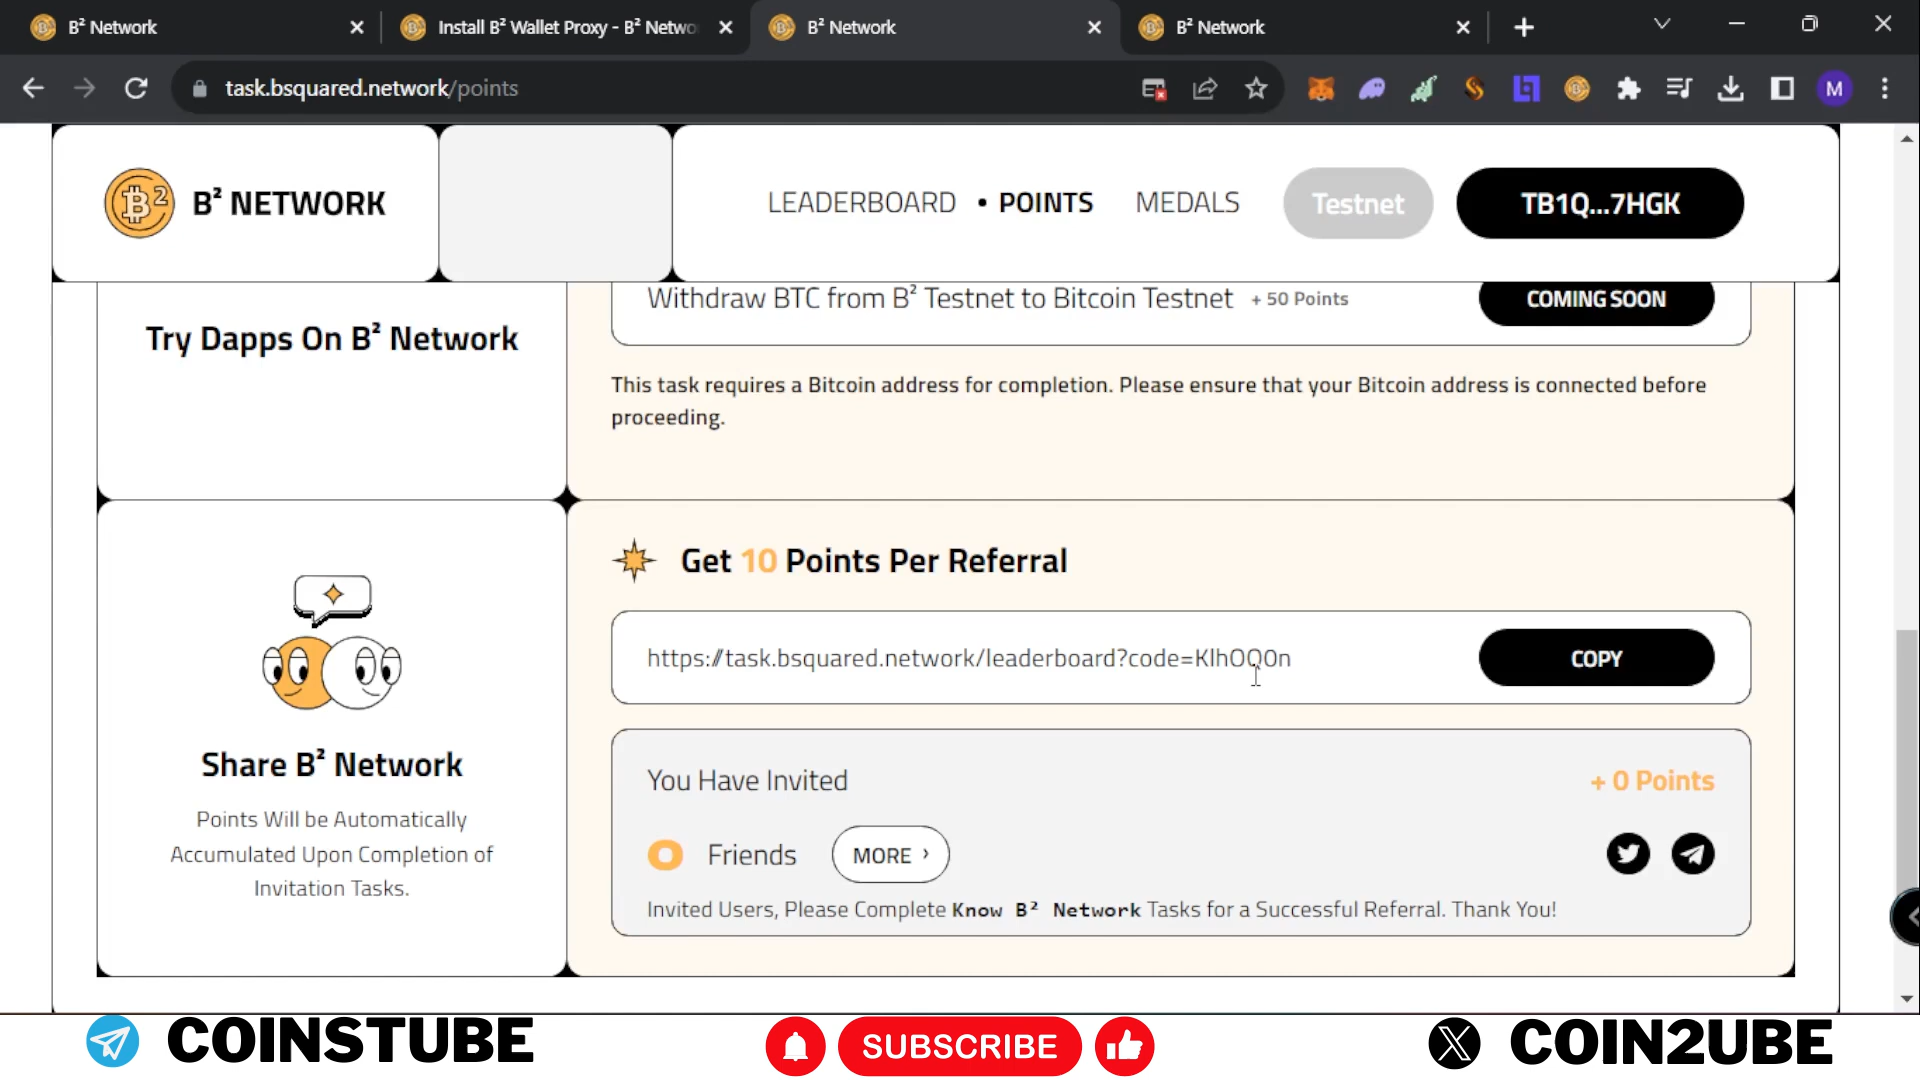 B² Network
Install B² Wallet Proxy - B² Netwo
B² Network
B² Network
task.bsquared.network/points
M
B² NETWORK
LEADERBOARD
• POINTS
MEDALS
Testnet
TB1Q...7HGK
Withdraw BTC from B² Testnet to Bitcoin Testnet + 50 Points
COMING SOON
Try Dapps On B² Network
This task requires a Bitcoin address for completion. Please ensure that your Bitcoin address is connected before
proceeding.
Get 10 Points Per Referral
https://task.bsquared.network/leaderboard?code=KlhOQ0n
COPY
Share B² Network
Points Will be Automatically
Accumulated Upon Completion of
Invitation Tasks.
You Have Invited
+ 0 Points
0 Friends
MORE ›
Invited Users, Please Complete Know B² Network Tasks for a Successful Referral. Thank You!
COINSTUBE
SUBSCRIBE
COIN2UBE